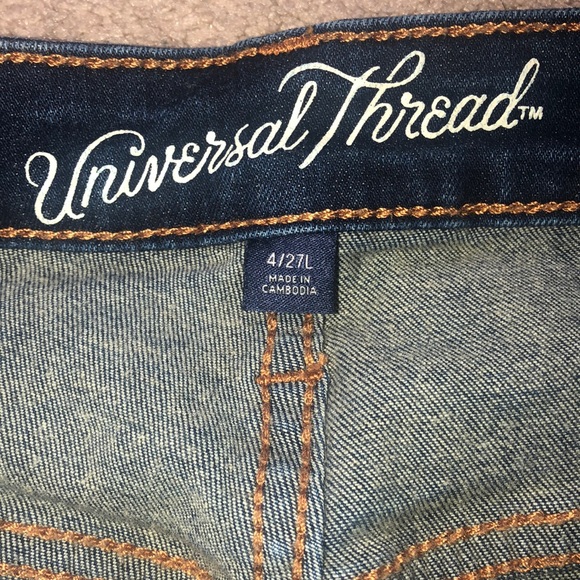 Universal Thread™
4/27L
MADE IN
CAMBODIA